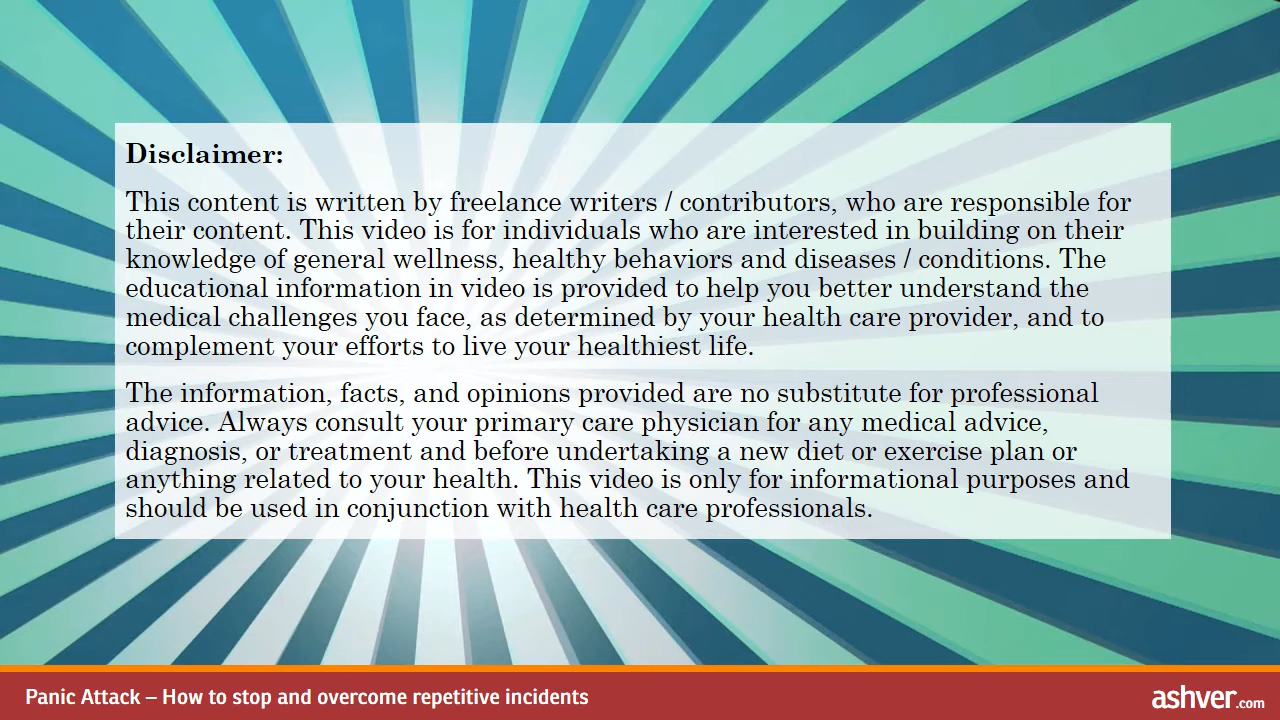 Disclaimer:
This content is written by freelance writers / contributors, who are responsible for
their content. This video is for individuals who are interested in building on their
knowledge of general wellness, healthy behaviors and diseases / conditions. The
educational information in video is provided to help you better understand the
medical challenges you face, as determined by your health care provider, and to
complement your efforts to live your healthiest life.
The information, facts, and opinions provided are no substitute for professional
advice. Always consult your primary care physician for any medical advice,
diagnosis, or treatment and before undertaking a new diet or exercise plan or
anything related to your health. This video is only for informational purposes and
should be used in conjunction with health care professionals.
Panic Attack – How to stop and overcome repetitive incidents
ashver.com